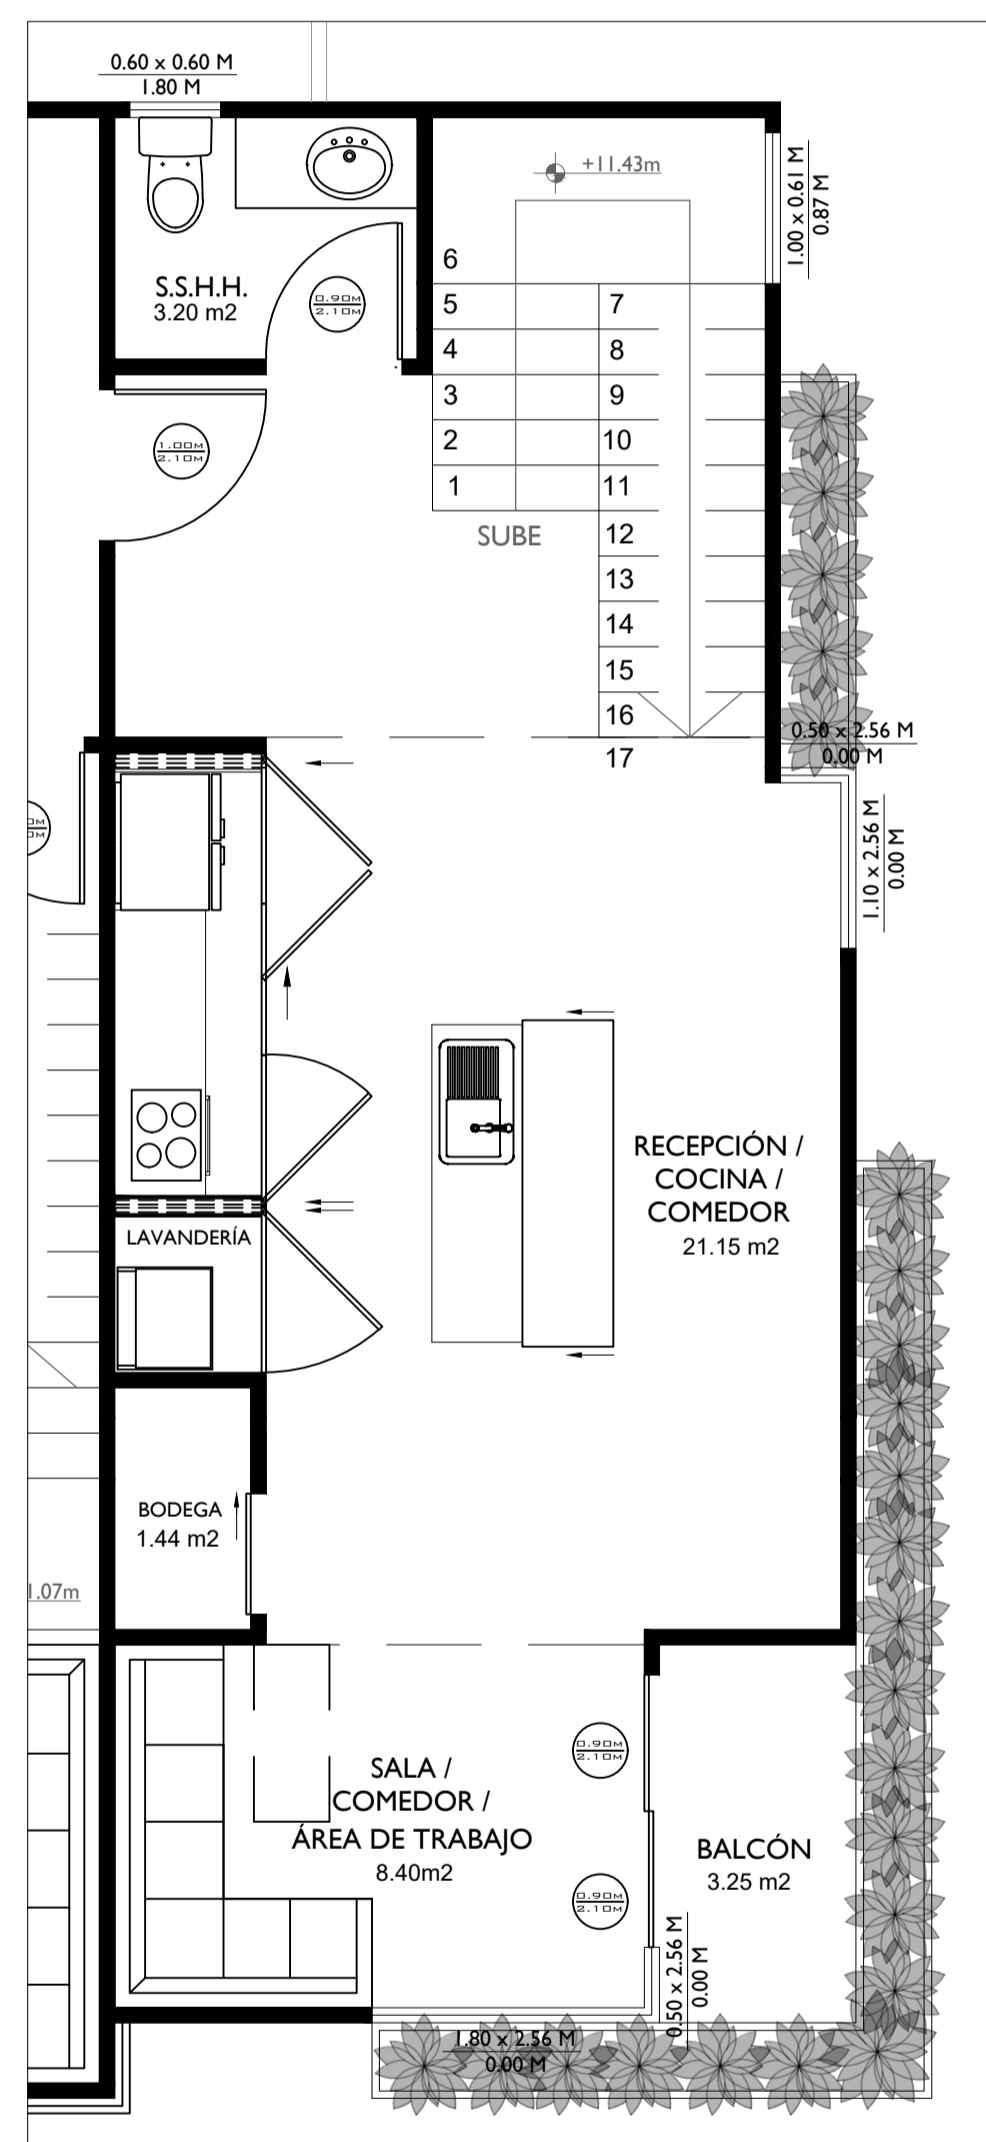 0.60 x 0.60 M
1.80 M
+11.43m
1.00 x 0.61 M
0.87 M
S.S.H.H.
3.20 m2
0.90M
2.10M
6
5
4
3
2
1
7
8
9
10
11
12
13
14
15
16
17
SUBE
1.00M
2.10M
0.50 x 2.56 M
0.00 M
1.10 x 2.56 M
0.00 M
RECEPCIÓN /
COCINA /
COMEDOR
21.15 m2
LAVANDERÍA
BODEGA
1.44 m2
1.07m
0.90M
2.10M
SALA /
COMEDOR /
ÁREA DE TRABAJO
8.40m2
BALCÓN
3.25 m2
0.90M
2.10M
0.50 x 2.56 M
0.00 M
1.80 x 2.56 M
0.00 M